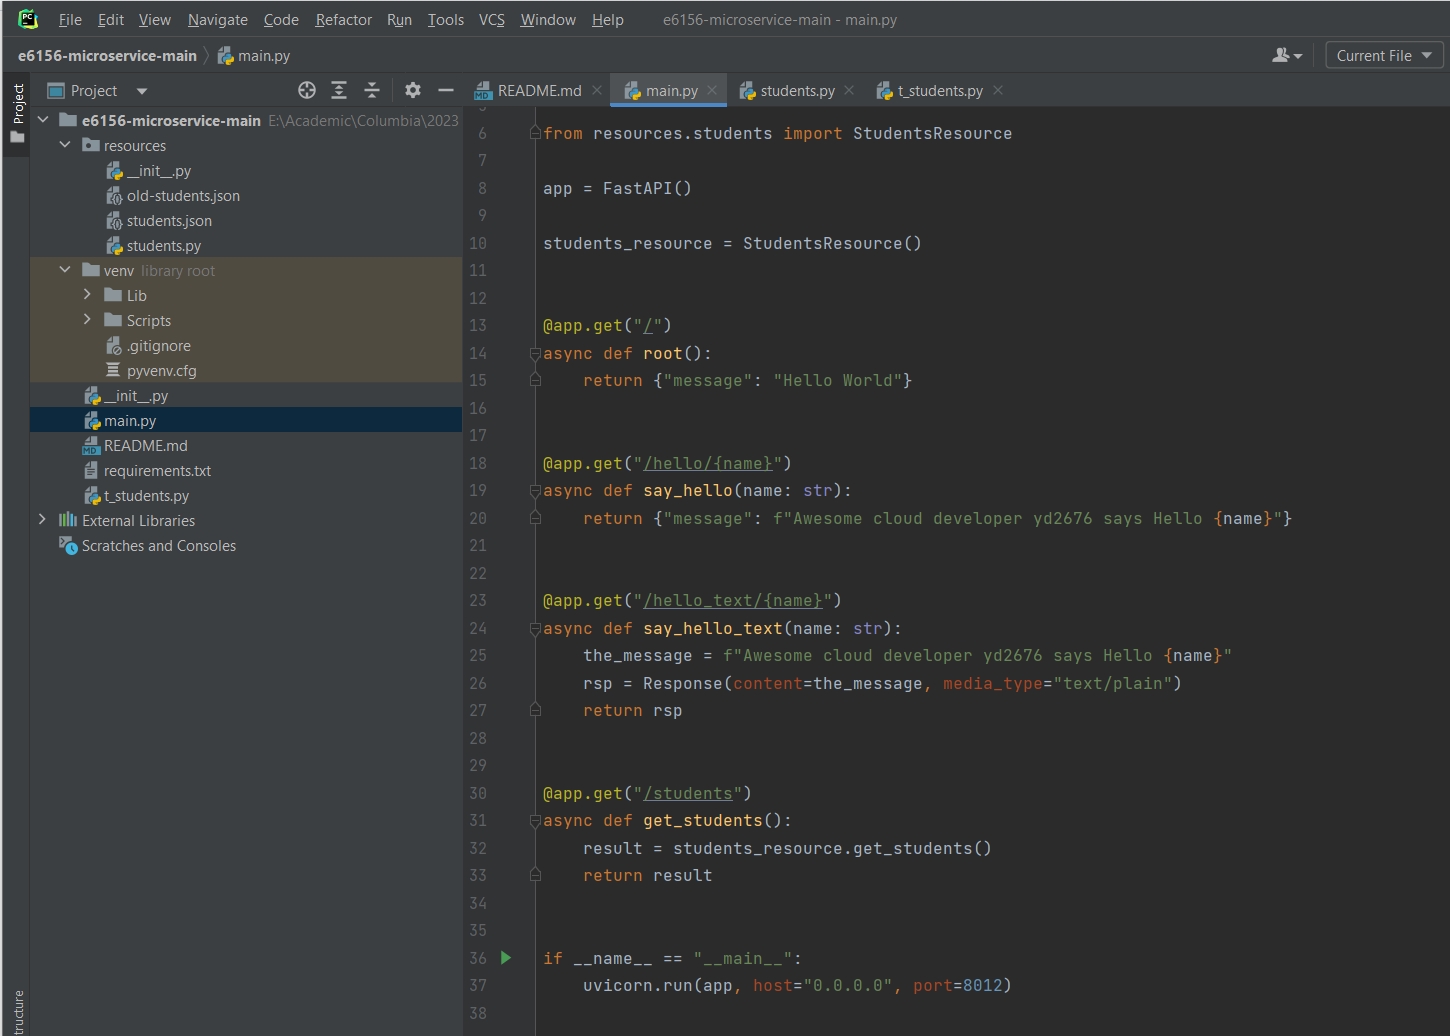 PC
File Edit View Navigate Code Refactor Run Tools VCS Window Help e6156-microservice-main - main.py
e6156-microservice-main main.py Current File
Project
Project
README.md main.py students.py t_students.py
e6156-microservice-main E:\Academic\Columbia\2023
resources
__init__.py
old-students.json
students.json
students.py
venv library root
Lib
Scripts
.gitignore
pyvenv.cfg
__init__.py
main.py
README.md
requirements.txt
t_students.py
External Libraries
Scratches and Consoles
6 from resources.students import StudentsResource
7
8 app = FastAPI()
9
10 students_resource = StudentsResource()
11
12
13 @app.get("/")
14 async def root():
15 return {"message": "Hello World"}
16
17
18 @app.get("/hello/{name}")
19 async def say_hello(name: str):
20 return {"message": f"Awesome cloud developer yd2676 says Hello {name}"}
21
22
23 @app.get("/hello_text/{name}")
24 async def say_hello_text(name: str):
25 the_message = f"Awesome cloud developer yd2676 says Hello {name}"
26 rsp = Response(content=the_message, media_type="text/plain")
27 return rsp
28
29
30 @app.get("/students")
31 async def get_students():
32 result = students_resource.get_students()
33 return result
34
35
36 if __name__ == "__main__":
37 uvicorn.run(app, host="0.0.0.0", port=8012)
38